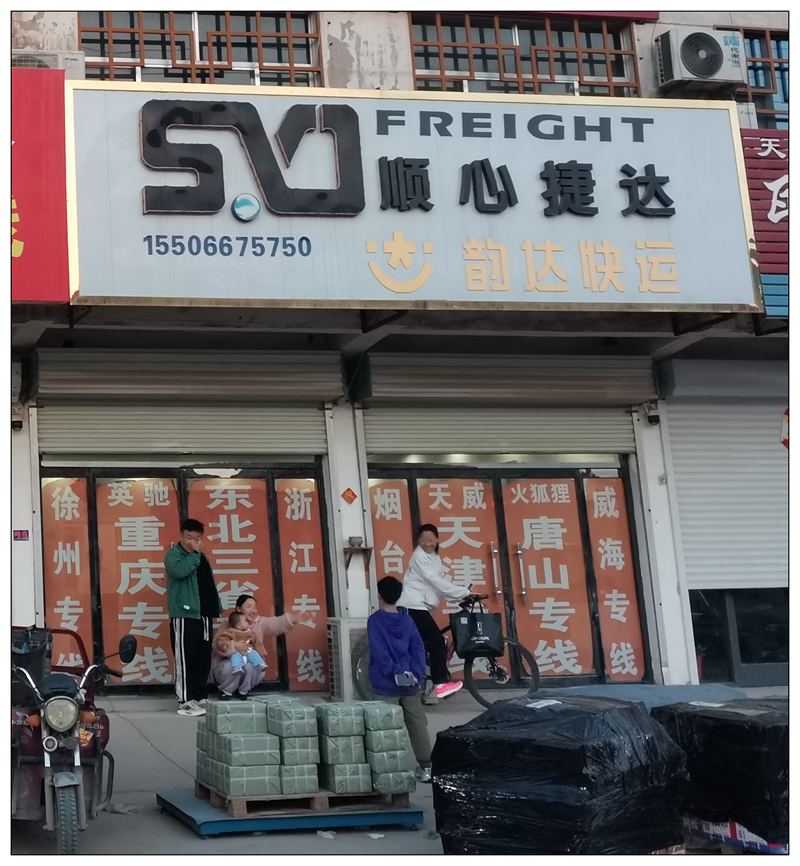 SXJ FREIGHT
顺心捷达
15506675750
韵达快运
天
徐州专线
英驰
重庆专线
东北三省
浙江专线
烟台
天威
天津
火狐狸
唐山专线
威海专线